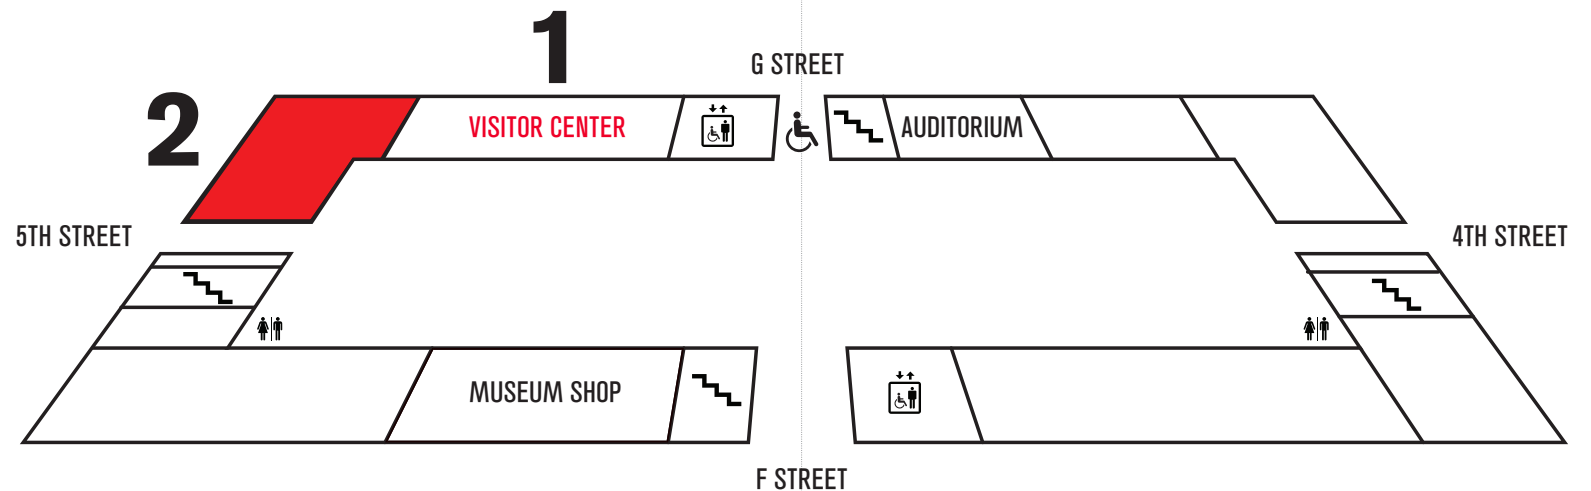 1
G STREET
2
VISITOR CENTER
AUDITORIUM
5TH STREET
4TH STREET
MUSEUM SHOP
F STREET